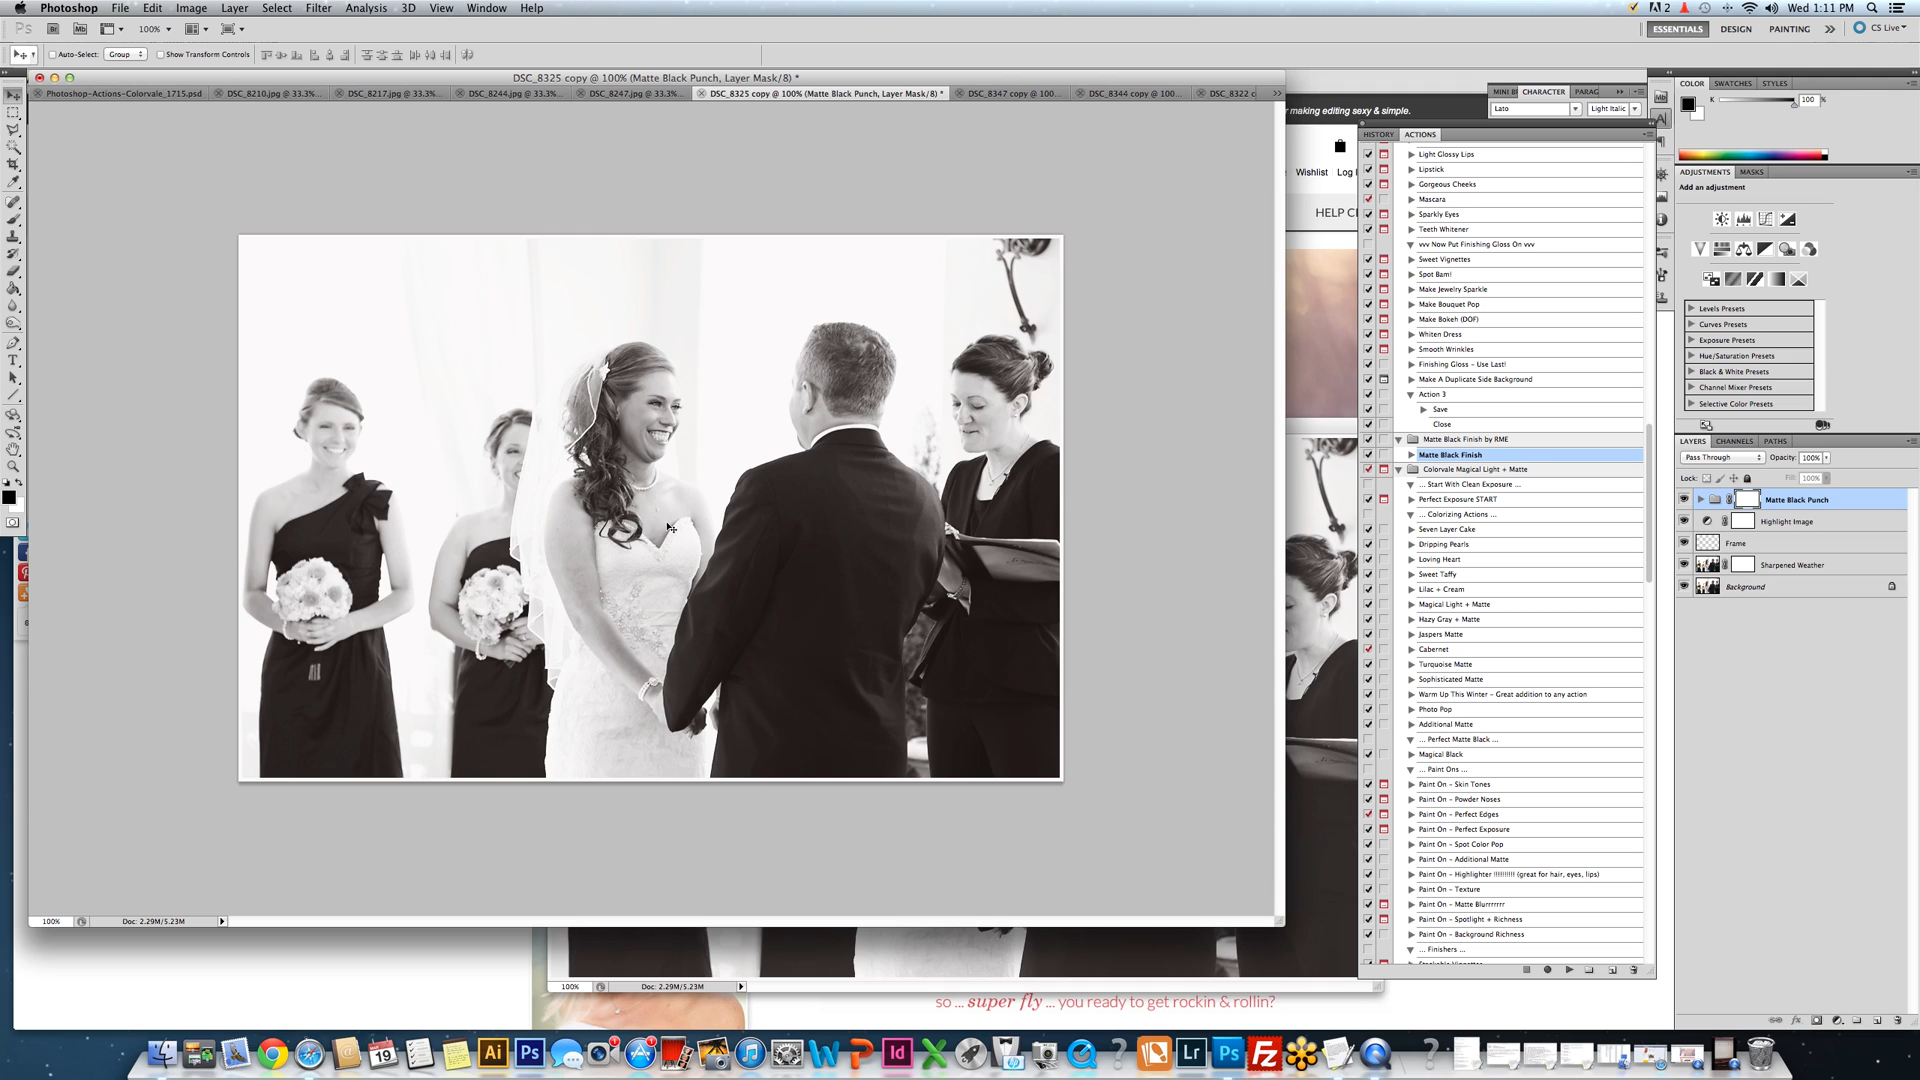 Photoshop File Edit Image Layer Select Filter Analysis 3D View Window Help
2 Wed 1:11 PM
Ps Br Mb 100% ESSENTIALS DESIGN PAINTING CS Live
Auto-Select: Group Show Transform Controls
DSC_8325 copy @ 100% (Matte Black Punch, Layer Mask/8) *
Photoshop-Actions-Colorvale_1715.psd DSC_8210.jpg @ 33.3%... DSC_8217.jpg @ 33.3%... DSC_8244.jpg @ 33.3%... DSC_8247.jpg @ 33.3%... DSC_8325 copy @ 100% (Matte Black Punch, Layer Mask/8) * DSC_8347 copy @ 100... DSC_8344 copy @ 100... DSC_8322 c
r making editing sexy & simple.
Wishlist Log I
HELP C
MINI B CHARACTER PARAG
Lato Light Italic
HISTORY ACTIONS
Light Glossy Lips
Lipstick
Gorgeous Cheeks
Mascara
Sparkly Eyes
Teeth Whitener
vvv Now Put Finishing Gloss On vvv
Sweet Vignettes
Spot Bam!
Make Jewelry Sparkle
Make Bouquet Pop
Make Bokeh (DOF)
Whiten Dress
Smooth Wrinkles
Finishing Gloss - Use Last!
Make A Duplicate Side Background
Action 3
Save
Close
Matte Black Finish by RME
Matte Black Finish
Colorvale Magical Light + Matte
... Start With Clean Exposure ...
Perfect Exposure START
... Colorizing Actions ...
Seven Layer Cake
Dripping Pearls
Loving Heart
Sweet Taffy
Lilac + Cream
Magical Light + Matte
Hazy Gray + Matte
Jaspers Matte
Cabernet
Turquoise Matte
Sophisticated Matte
Warm Up This Winter - Great addition to any action
Photo Pop
Additional Matte
... Perfect Matte Black ...
Magical Black
... Paint Ons ...
Paint On - Skin Tones
Paint On - Powder Noses
Paint On - Perfect Edges
Paint On - Perfect Exposure
Paint On - Spot Color Pop
Paint On - Additional Matte
Paint On - Highlighter !!!!!!!!!! (great for hair, eyes, lips)
Paint On - Texture
Paint On - Matte Blurrrrrrr
Paint On - Spotlight + Richness
Paint On - Background Richness
... Finishers ...
COLOR SWATCHES STYLES
K 100 %
ADJUSTMENTS MASKS
Add an adjustment
Levels Presets
Curves Presets
Exposure Presets
Hue/Saturation Presets
Black & White Presets
Channel Mixer Presets
Selective Color Presets
LAYERS CHANNELS PATHS
Pass Through Opacity: 100%
Lock: Fill: 100%
Matte Black Punch
Highlight Image
Frame
Sharpened Weather
Background
100% Doc: 2.29M/5.23M
100% Doc: 2.29M/5.23M
so ... super fly ... you ready to get rockin & rollin?
19 Ai Ps W P Id X Lr Ps Fz